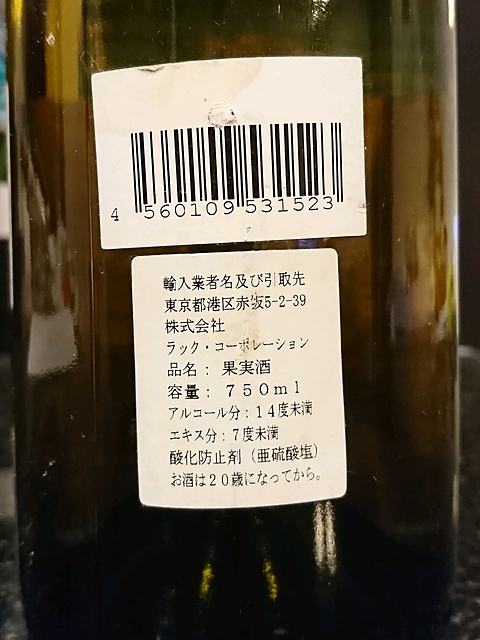 4 560109 531523
輸入業者名及び引取先
東京都港区赤坂5-2-39
株式会社
ラック・コーポレーション
品名：果実酒
容量：750ml
アルコール分：14度未満
エキス分：7度未満
酸化防止剤（亜硫酸塩）
お酒は20歳になってから。